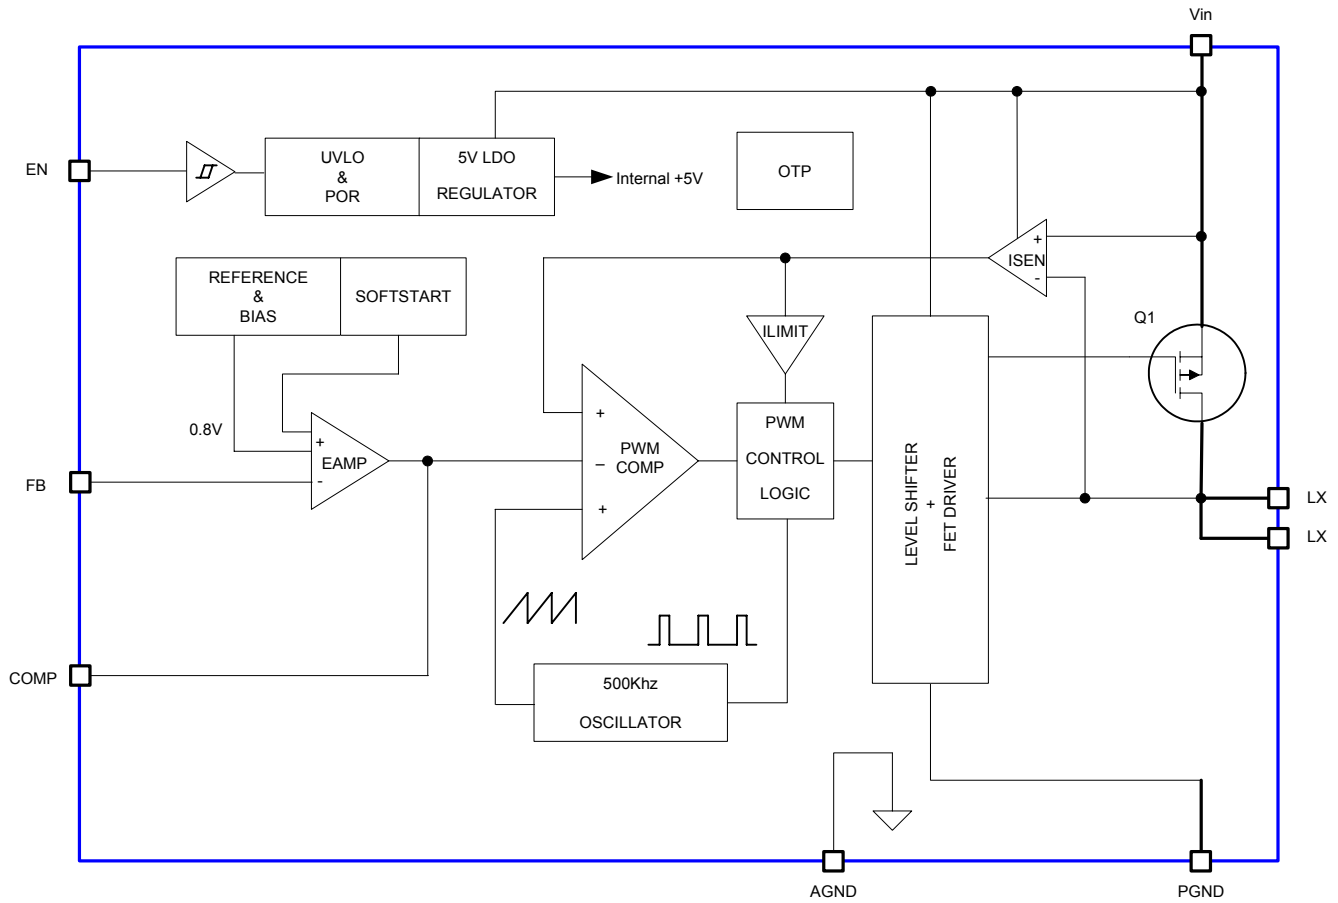 Vin
EN
UVLO
&
POR
5V LDO
REGULATOR
Internal +5V
OTP
+
ISEN
-
REFERENCE
&
BIAS
SOFTSTART
Q1
ILIMIT
0.8V
+
EAMP
-
+
PWM
COMP
–
+
PWM
CONTROL
LOGIC
LEVEL SHIFTER
+
FET DRIVER
FB
LX
LX
COMP
500Khz
OSCILLATOR
AGND
PGND